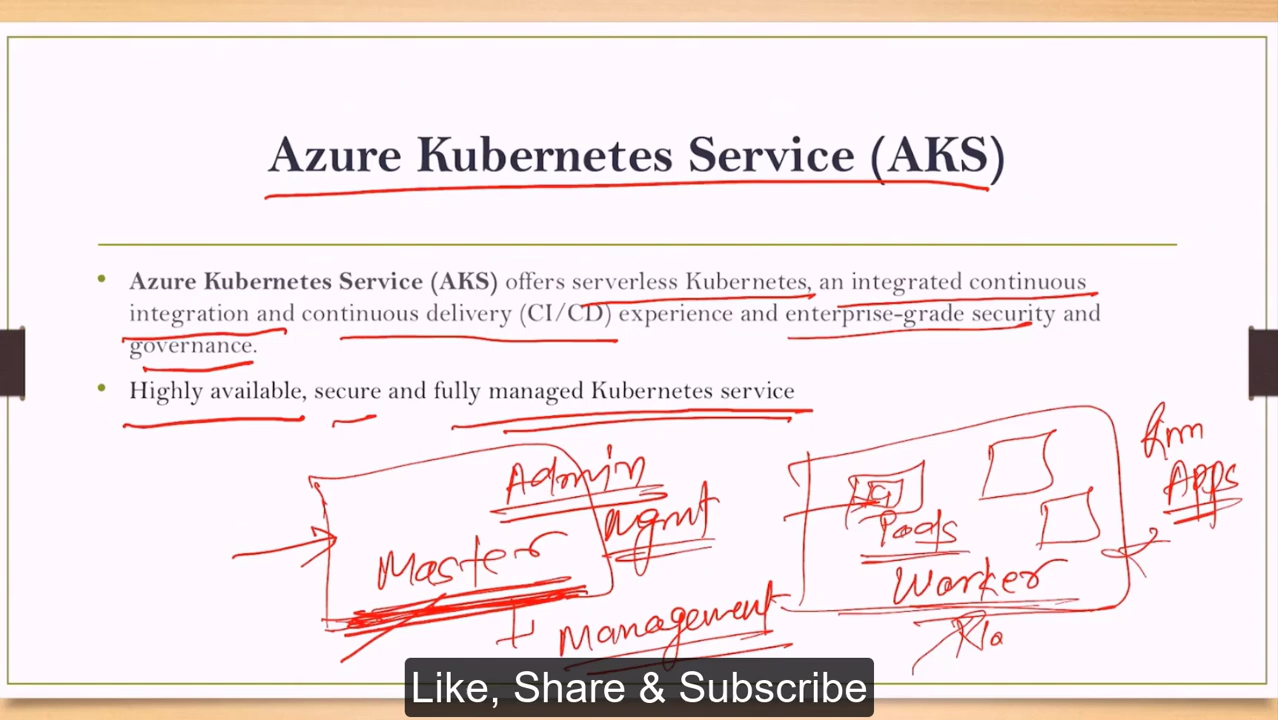 Azure Kubernetes Service (AKS)
• Azure Kubernetes Service (AKS) offers serverless Kubernetes, an integrated continuous
integration and continuous delivery (CI/CD) experience and enterprise-grade security and
governance.
• Highly available, secure and fully managed Kubernetes service
Admin
Mgmt
Master
Management
Pods
Worker
Apps
Like, Share & Subscribe